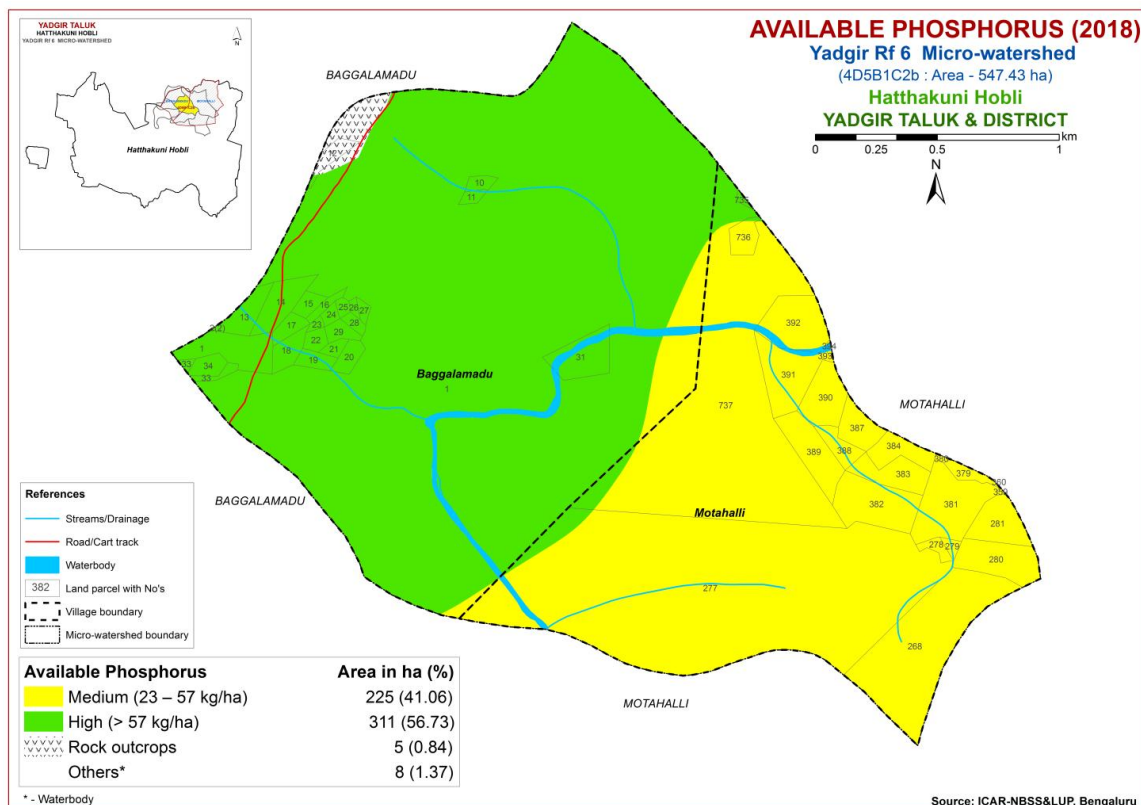 YADGIR TALUK
HATTHAKUNI HOBLI
YADGIR RF 6 MICRO-WATERSHED
N
Hatthakuni Hobli
AVAILABLE PHOSPHORUS (2018)
Yadgir Rf 6 Micro-watershed
(4D5B1C2b : Area - 547.43 ha)
Hatthakuni Hobli
YADGIR TALUK & DISTRICT
km
0 0.25 0.5 1
N
BAGGALAMADU
10
11
736
392
14 15 16 25 26 27
13 17 24 23 28
22 29
18 19 21 20
1
33 34
33
31
Baggalamadu
1
393
391
390
737
MOTAHALLI
387
384
389 388
383 379
382 381
360
281
278 279
280
BAGGALAMADU
Motahalli
277
268
MOTAHALLI
References
Streams/Drainage
Road/Cart track
Waterbody
382 Land parcel with No's
Village boundary
Micro-watershed boundary
Available Phosphorus Area in ha (%)
Medium (23 – 57 kg/ha) 225 (41.06)
High (> 57 kg/ha) 311 (56.73)
Rock outcrops 5 (0.84)
Others* 8 (1.37)
* - Waterbody
Source: ICAR-NBSS&LUP, Bengaluru